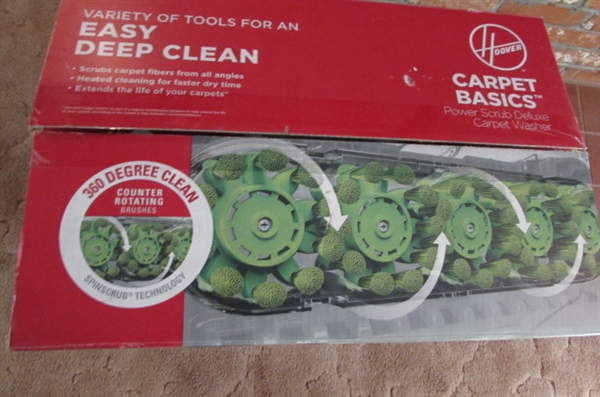 VARIETY OF TOOLS FOR AN
EASY
DEEP CLEAN
• Scrubs carpet fibers from all angles
• Heated cleaning for faster dry time
• Extends the life of your carpets*
HOOVER
CARPET
BASICS™
Power Scrub Deluxe
Carpet Washer
360 DEGREE CLEAN
COUNTER
ROTATING
BRUSHES
SPINSCRUB® TECHNOLOGY